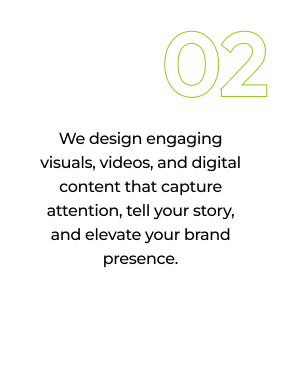 02
We design engaging
visuals, videos, and digital
content that capture
attention, tell your story,
and elevate your brand
presence.